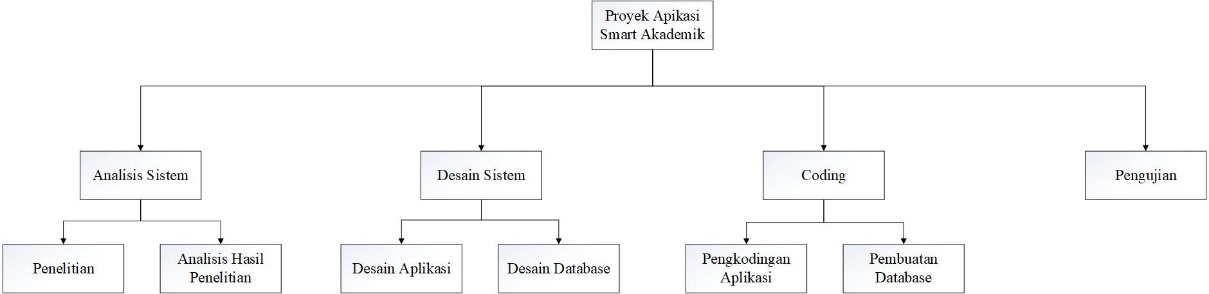 Proyek Apikasi
Smart Akademik
Analisis Sistem
Desain Sistem
Coding
Pengujian
Penelitian
Analisis Hasil
Penelitian
Desain Aplikasi
Desain Database
Pengkodingan
Aplikasi
Pembuatan
Database